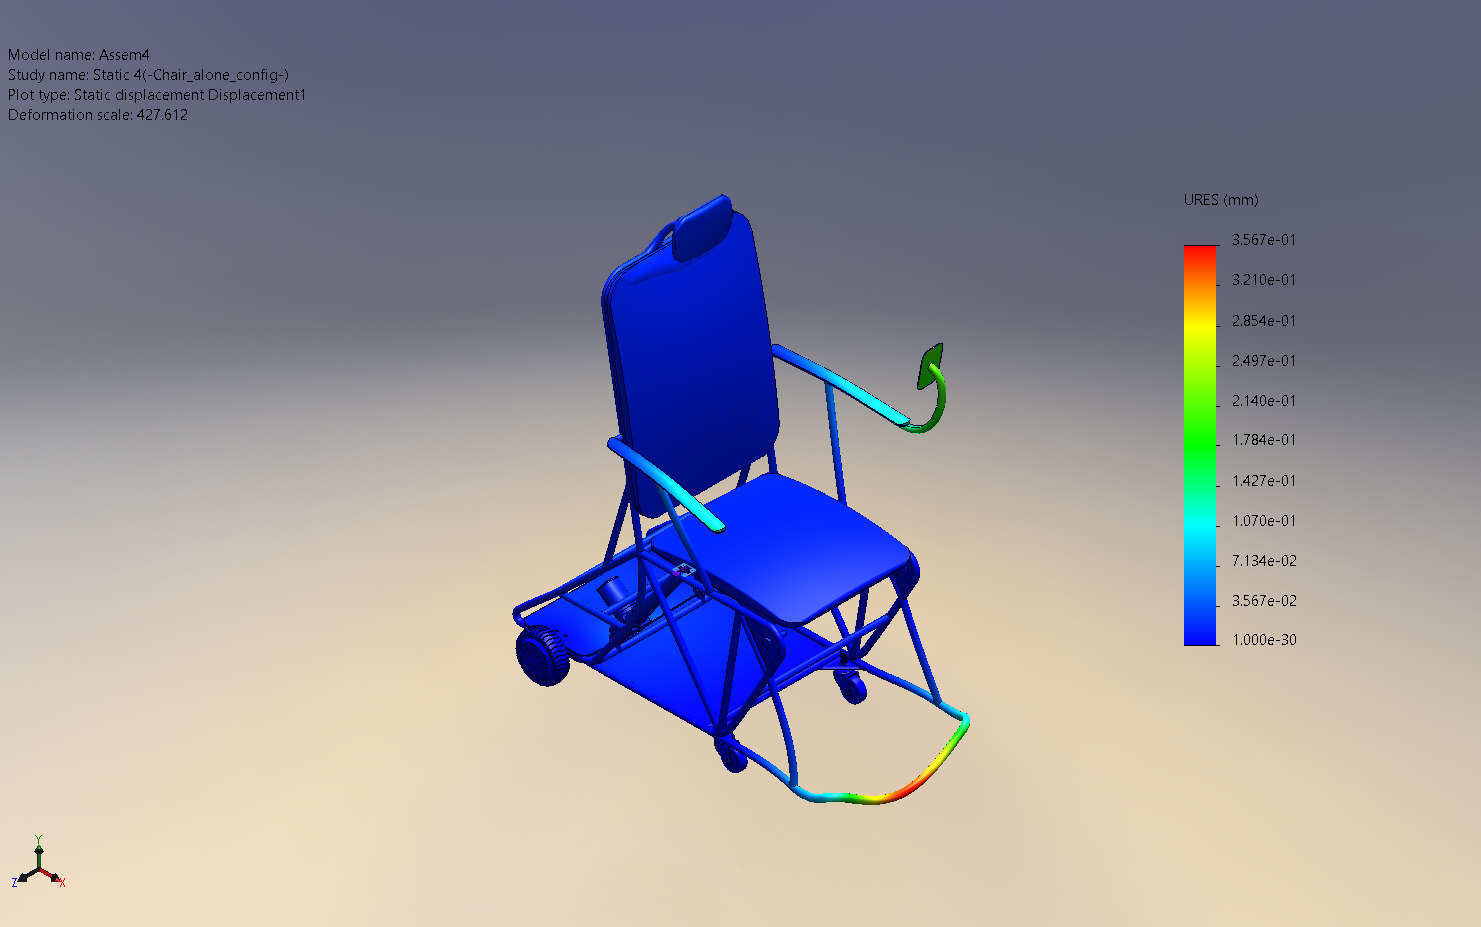 Model name: Assem4
Study name: Static 4(-Chair_alone_config-)
Plot type: Static displacement Displacement1
Deformation scale: 427.612
URES (mm)
3.567e-01
3.210e-01
2.854e-01
2.497e-01
2.140e-01
1.784e-01
1.427e-01
1.070e-01
7.134e-02
3.567e-02
1.000e-30
Y
Z
X